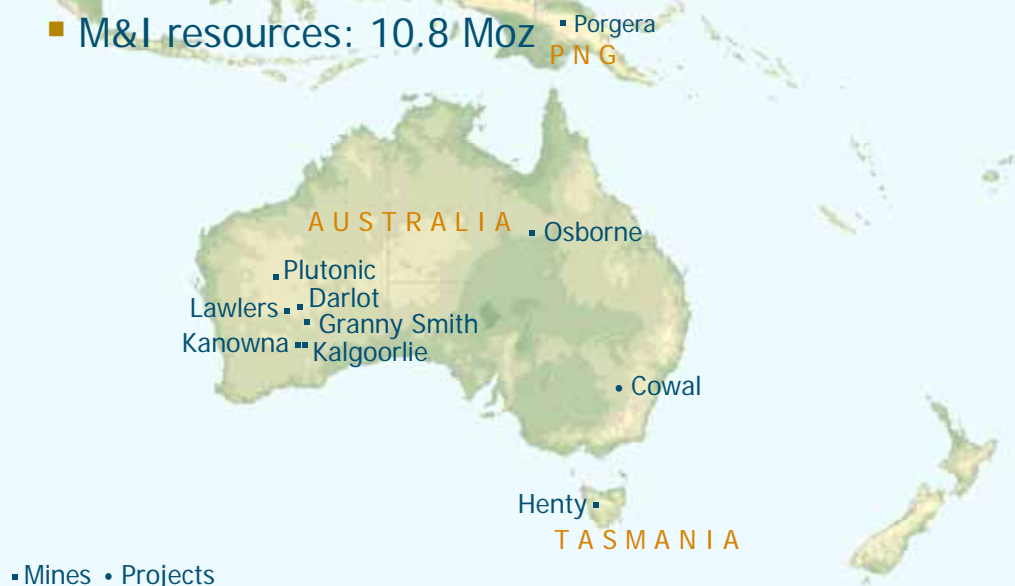 ▪ M&I resources: 10.8 Moz
▪ Porgera
PNG
AUSTRALIA
▪ Osborne
▪ Plutonic
Lawlers ▪
▪ Darlot
▪ Granny Smith
Kanowna ▪
▪ Kalgoorlie
• Cowal
Henty ▪
TASMANIA
▪ Mines • Projects